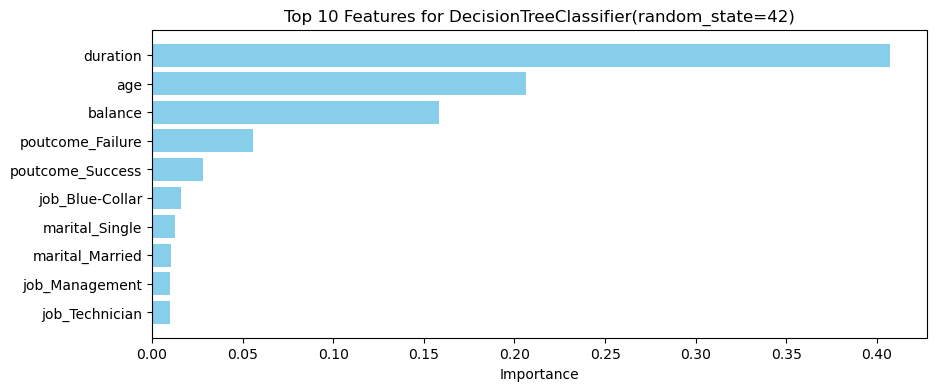 Top 10 Features for DecisionTreeClassifier(random_state=42)
duration
age
balance
poutcome_Failure
poutcome_Success
job_Blue-Collar
marital_Single
marital_Married
job_Management
job_Technician
0.00 0.05 0.10 0.15 0.20 0.25 0.30 0.35 0.40
Importance